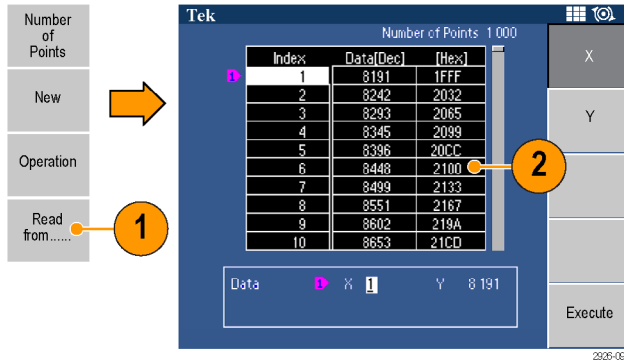 Number
of
Points
New
Operation
Read
from......
1
Tek
Number of Points 1 000
Index Data[Dec] [Hex]
1 1 8191 1FFF
2 8242 2032
3 8293 2065
4 8345 2099
5 8396 20CC
6 8448 2100
7 8499 2133
8 8551 2167
9 8602 219A
10 8653 21CD
2
Data 1 X 1 Y 8 191
X
Y
Execute
2926-09